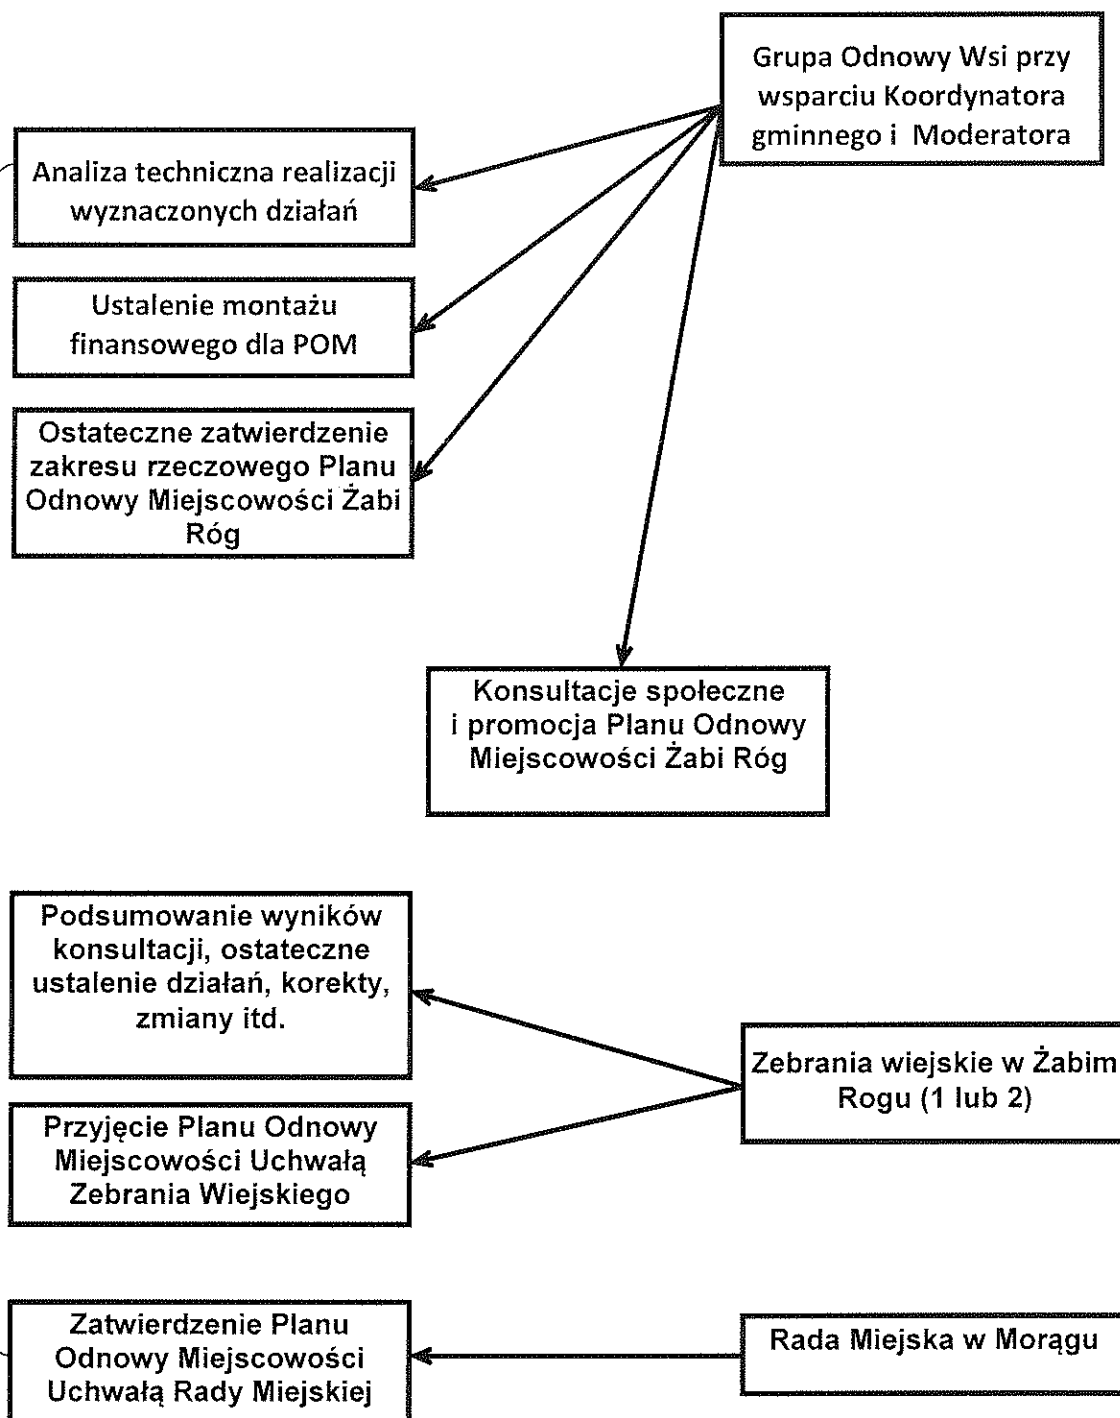 Grupa Odnowy Wsi przy
wsparciu Koordynatora
gminnego i Moderatora
Analiza techniczna realizacji
wyznaczonych działań
Ustalenie montażu
finansowego dla POM
Ostateczne zatwierdzenie
zakresu rzeczowego Planu
Odnowy Miejscowości Żabi
Róg
Konsultacje społeczne
i promocja Planu Odnowy
Miejscowości Żabi Róg
Podsumowanie wyników
konsultacji, ostateczne
ustalenie działań, korekty,
zmiany itd.
Zebrania wiejskie w Żabim
Rogu (1 lub 2)
Przyjęcie Planu Odnowy
Miejscowości Uchwałą
Zebrania Wiejskiego
Zatwierdzenie Planu
Odnowy Miejscowości
Uchwałą Rady Miejskiej
Rada Miejska w Morągu